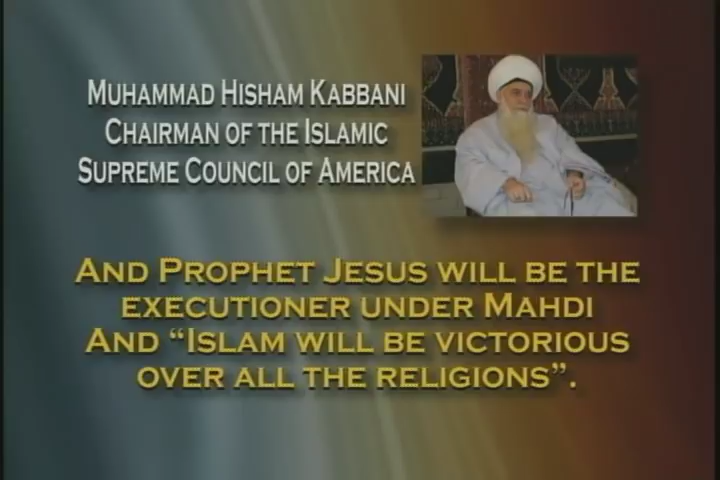 MUHAMMAD HISHAM KABBANI
CHAIRMAN OF THE ISLAMIC
SUPREME COUNCIL OF AMERICA
AND PROPHET JESUS WILL BE THE
EXECUTIONER UNDER MAHDI
AND “ISLAM WILL BE VICTORIOUS
OVER ALL THE RELIGIONS”.